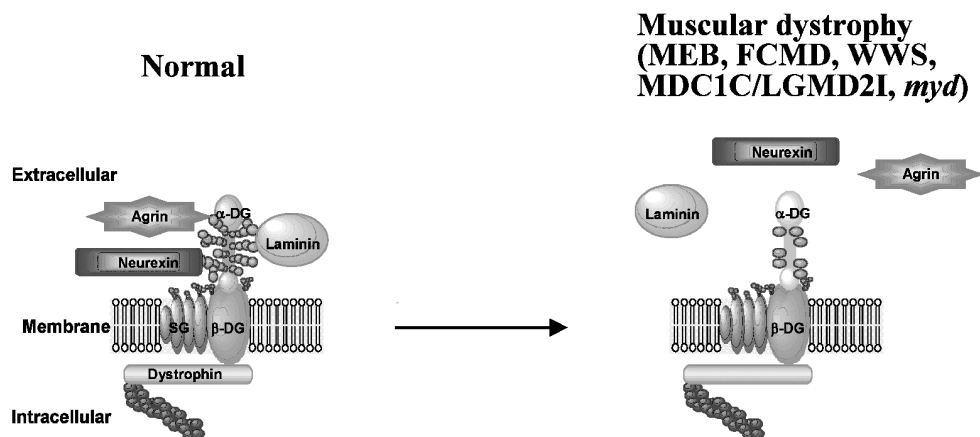 Normal
Muscular dystrophy
(MEB, FCMD, WWS,
MDC1C/LGMD2I, myd)
Extracellular
Agrin
α-DG
Laminin
Neurexin
Membrane
SG
β-DG
Dystrophin
Intracellular
Neurexin
Agrin
Laminin
α-DG
β-DG